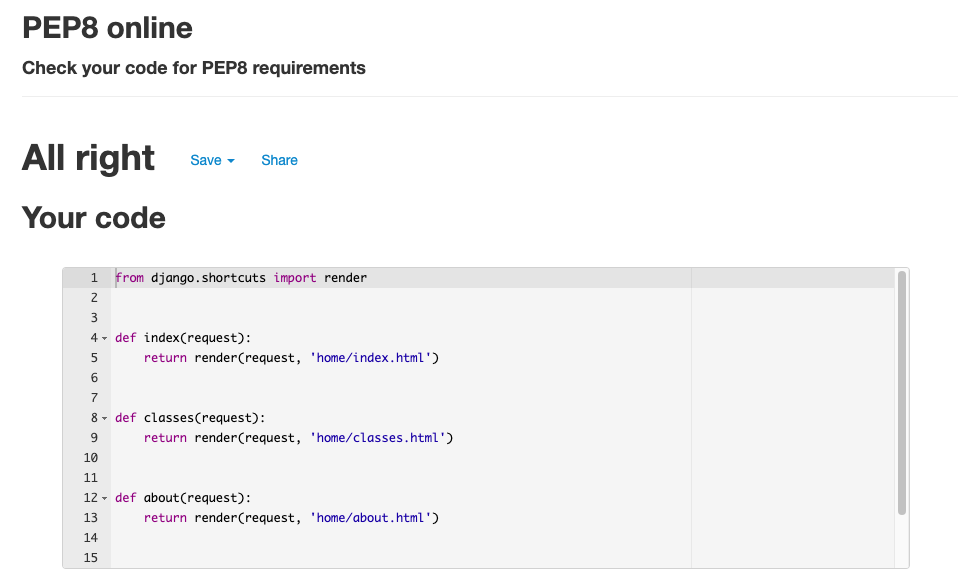 PEP8 online
Check your code for PEP8 requirements
All right Save Share
Your code
1 from django.shortcuts import render
2
3
4 def index(request):
5     return render(request, 'home/index.html')
6
7
8 def classes(request):
9     return render(request, 'home/classes.html')
10
11
12 def about(request):
13     return render(request, 'home/about.html')
14
15